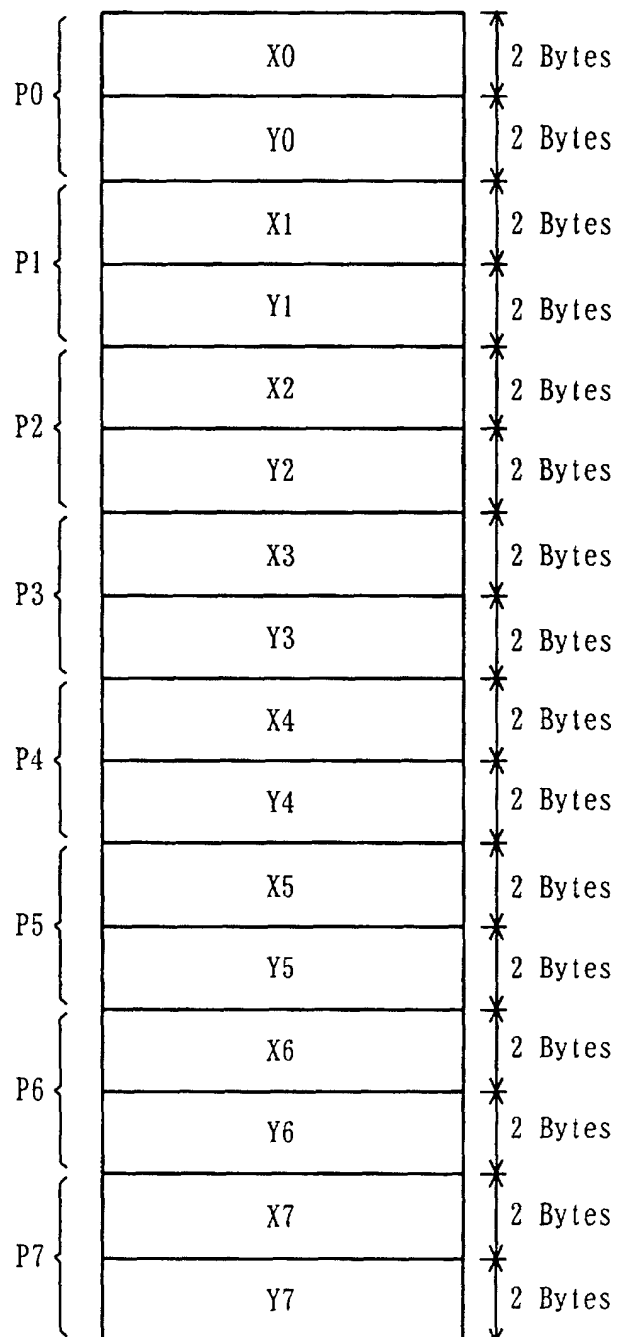 X0 2 Bytes
P0
Y0 2 Bytes
X1 2 Bytes
P1
Y1 2 Bytes
X2 2 Bytes
P2
Y2 2 Bytes
X3 2 Bytes
P3
Y3 2 Bytes
X4 2 Bytes
P4
Y4 2 Bytes
X5 2 Bytes
P5
Y5 2 Bytes
X6 2 Bytes
P6
Y6 2 Bytes
X7 2 Bytes
P7
Y7 2 Bytes